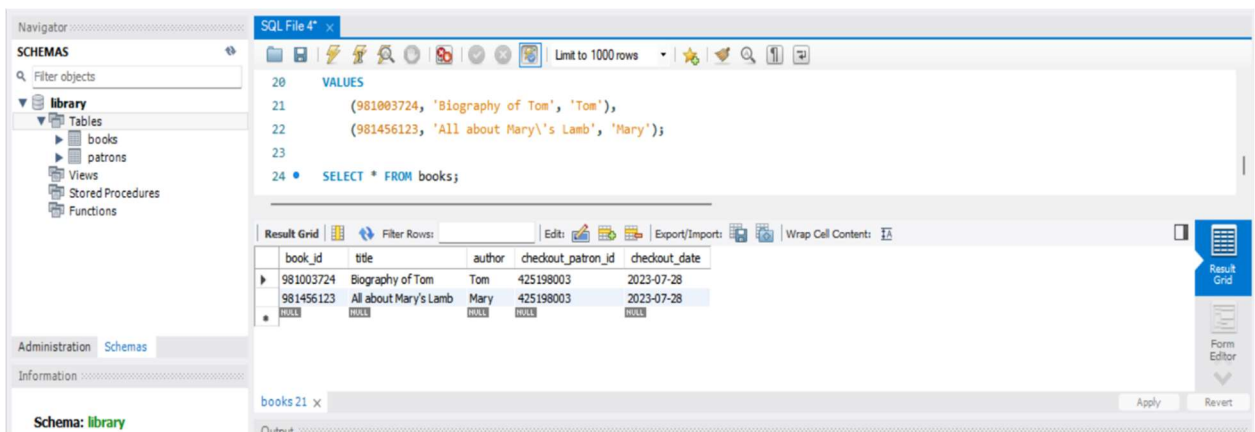 Navigator
SCHEMAS
Filter objects
library
Tables
books
patrons
Views
Stored Procedures
Functions
Administration Schemas
Information
Schema: library
SQL File 4* ×
Limit to 1000 rows
20 VALUES
21 (981003724, 'Biography of Tom', 'Tom'),
22 (981456123, 'All about Mary\'s Lamb', 'Mary');
23
24 SELECT * FROM books;
Result Grid Filter Rows: Edit: Export/Import: Wrap Cell Content:
book_id title author checkout_patron_id checkout_date
981003724 Biography of Tom Tom 425198003 2023-07-28
981456123 All about Mary's Lamb Mary 425198003 2023-07-28
NULL NULL NULL NULL NULL
Result
Grid
Form
Editor
books 21 ×
Apply Revert
Output